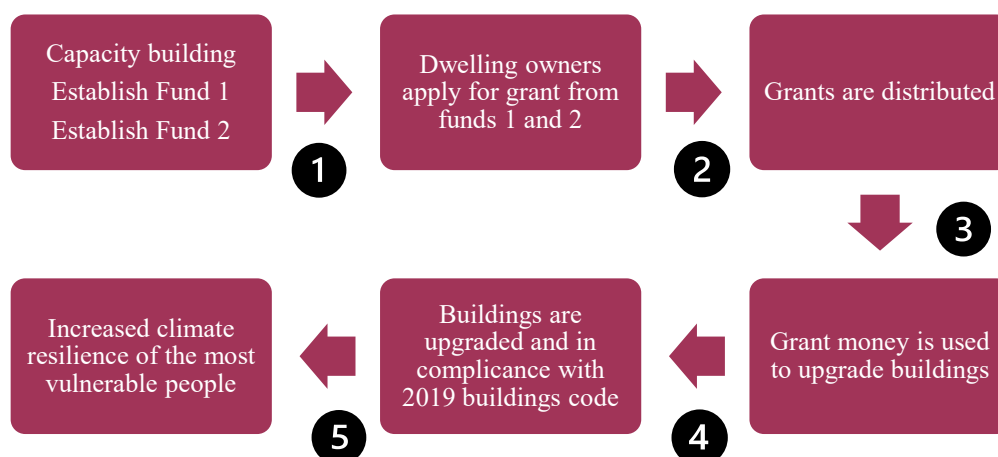 Capacity building
Establish Fund 1
Establish Fund 2
1
Dwelling owners
apply for grant from
funds 1 and 2
2
Grants are distributed
3
Grant money is used
to upgrade buildings
4
Buildings are
upgraded and in
complicance with
2019 buildings code
5
Increased climate
resilience of the most
vulnerable people